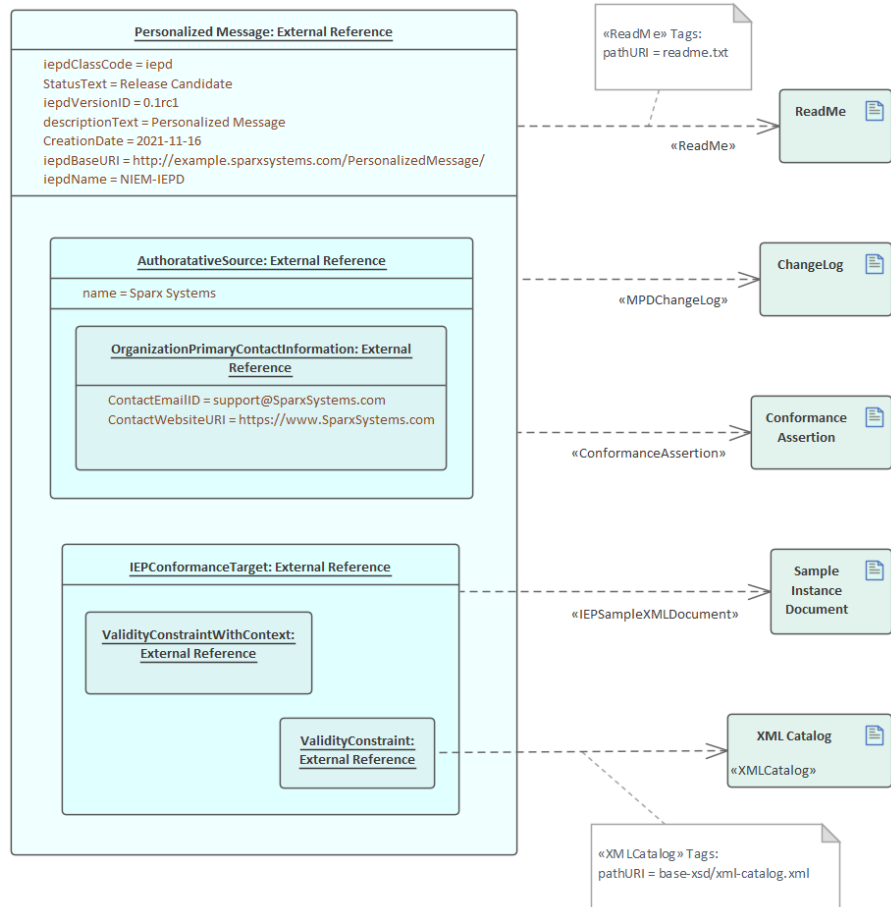 Personalized Message: External Reference
iepdClassCode = iepd
StatusText = Release Candidate
iepdVersionID = 0.1rc1
descriptionText = Personalized Message
CreationDate = 2021-11-16
iepdBaseURI = http://example.sparxsystems.com/PersonalizedMessage/
iepdName = NIEM-IEPD
«ReadMe» Tags:
pathURI = readme.txt
ReadMe
«ReadMe»
AuthoratativeSource: External Reference
name = Sparx Systems
OrganizationPrimaryContactInformation: External
Reference
ContactEmailID = support@SparxSystems.com
ContactWebsiteURI = https://www.SparxSystems.com
ChangeLog
«MPDChangeLog»
Conformance
Assertion
«ConformanceAssertion»
IEPConformanceTarget: External Reference
ValidityConstraintWithContext:
External Reference
ValidityConstraint:
External Reference
Sample
Instance
Document
«IEPSampleXMLDocument»
XML Catalog
«XMLCatalog»
«XMLCatalog» Tags:
pathURI = base-xsd/xml-catalog.xml